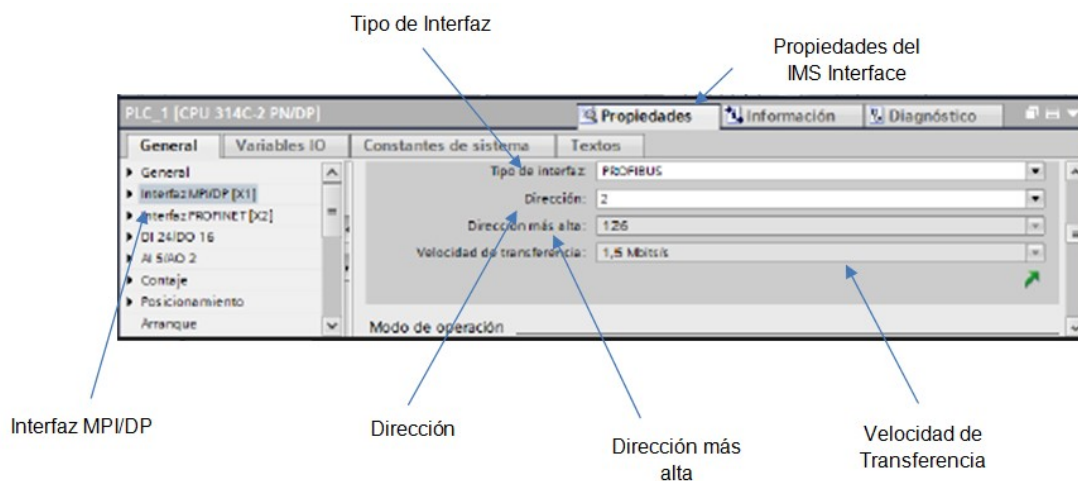 Tipo de Interfaz
Propiedades del
IMS Interface
PLC_1 [CPU 314C-2 PN/DP]
Propiedades
Información
Diagnóstico
General
Variables IO
Constantes de sistema
Textos
General
Interfaz MPI/DP [X1]
Interfaz PROFINET [X2]
DI 24/DO 16
AI 5/AO 2
Contaje
Posicionamiento
Arranque
Tipo de interfaz: PROFIBUS
Dirección: 2
Dirección más alta: 126
Velocidad de transferencia: 1,5 Mbits/s
Modo de operación
Interfaz MPI/DP
Dirección
Dirección más
alta
Velocidad de
Transferencia